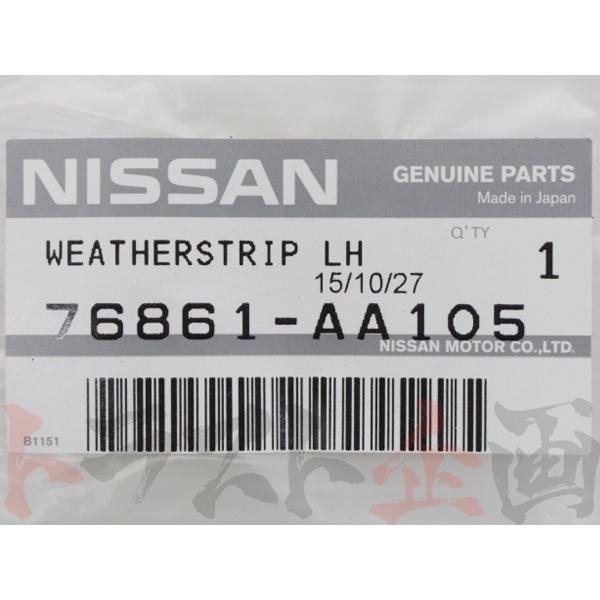 NISSAN
GENUINE PARTS
Made in Japan
Q'TY
WEATHERSTRIP LH
1
15/10/27
76861-AA105
NISSAN MOTOR CO.,LTD.
B1151
トラスト企画